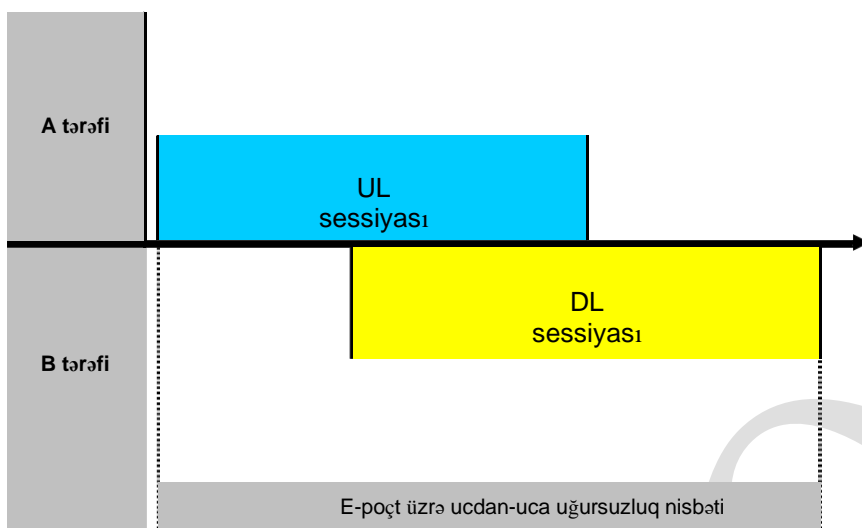 A tərəfi
UL
sessiyası
DL
sessiyası
B tərəfi
E-poçt üzrə ucdan-uca uğursuzluq nisbəti